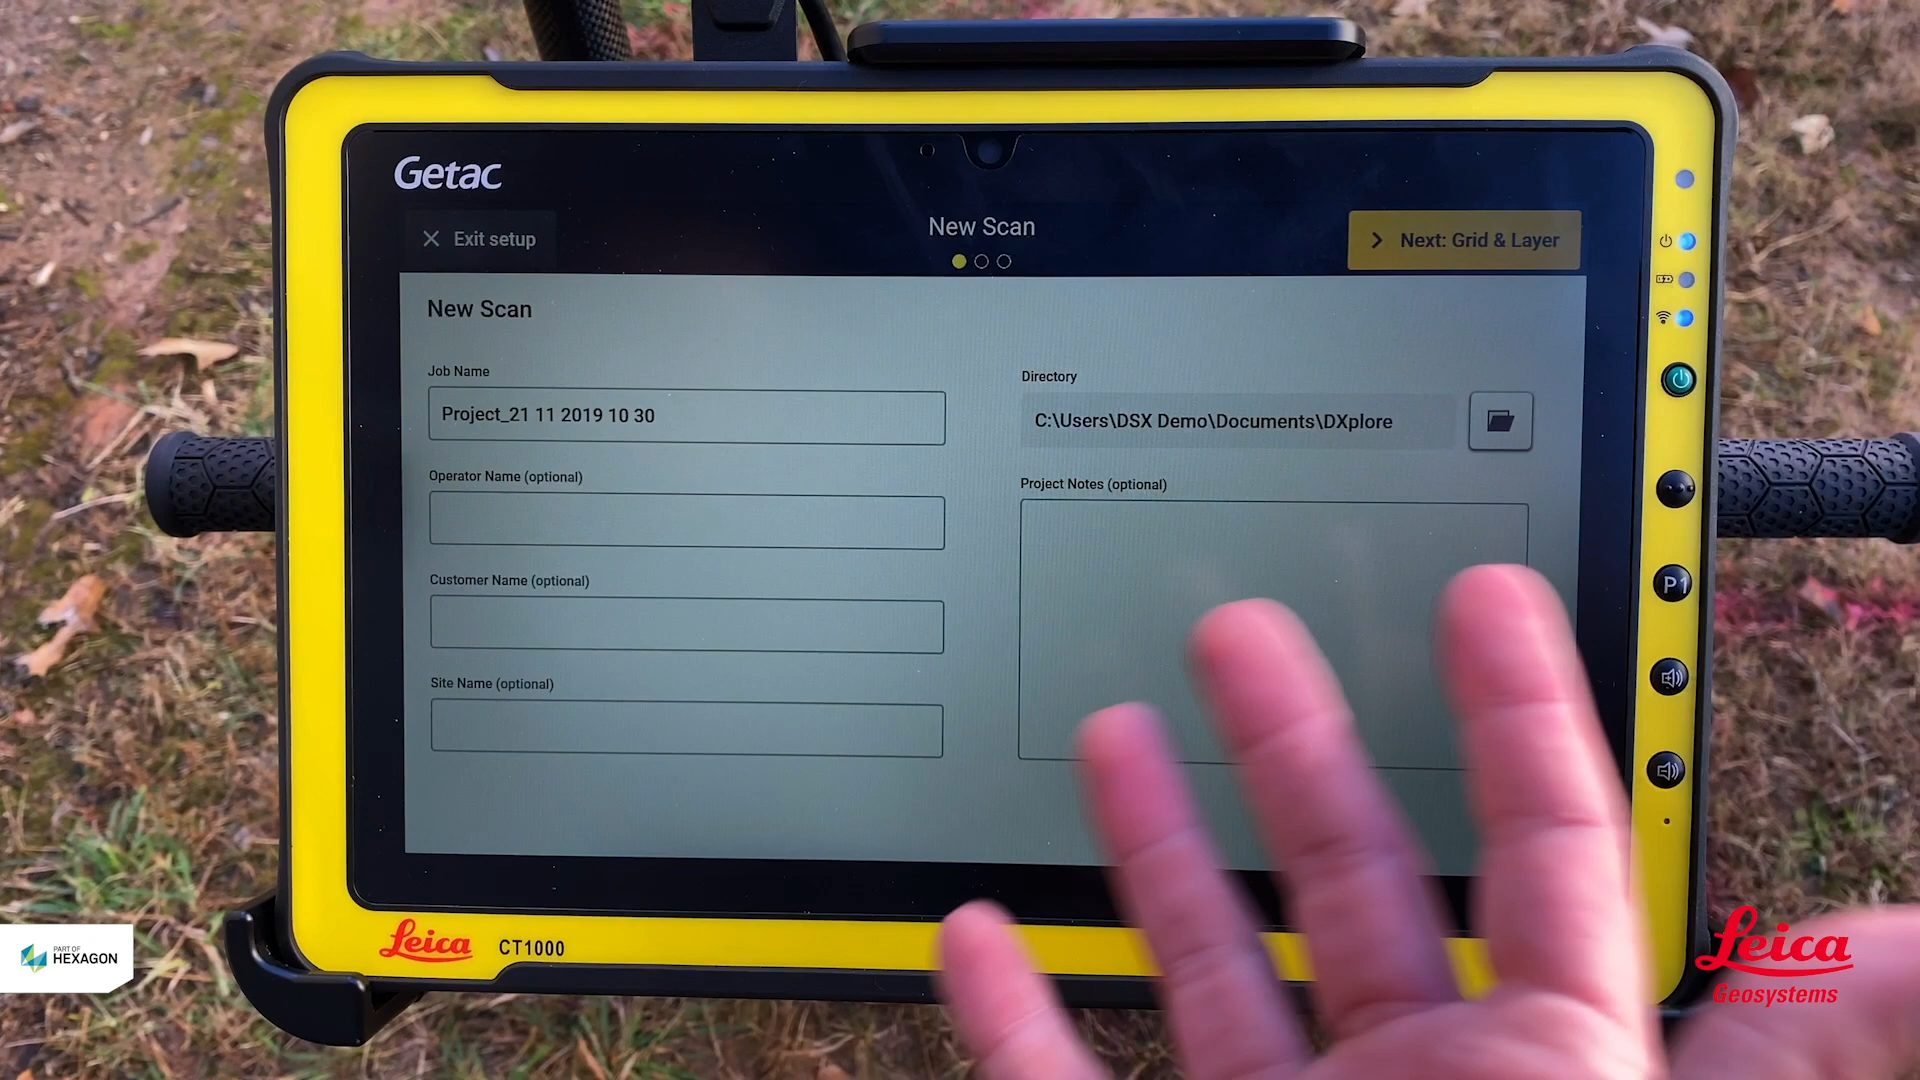 Getac
Exit setup
New Scan
Next: Grid & Layer
New Scan
Job Name
Project_21 11 2019 10 30
Operator Name (optional)
Customer Name (optional)
Site Name (optional)
Directory
C:\Users\DSX Demo\Documents\DXplore
Project Notes (optional)
P1
Leica CT1000
PART OF
HEXAGON
Leica
Geosystems